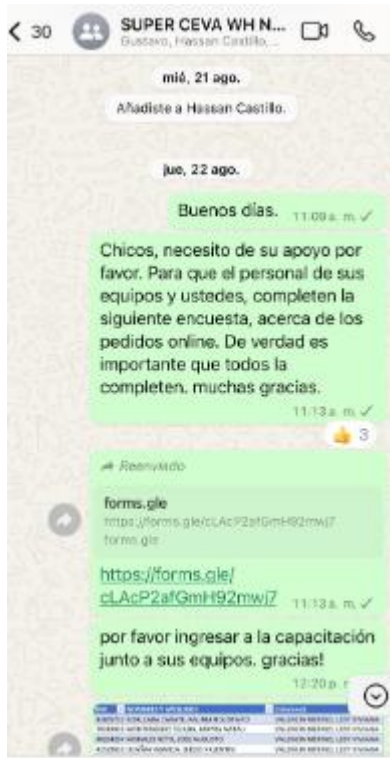 30
SUPER CEVA WH N...
Gustavo, Hassan Castillo, ...
mié, 21 ago.
Añadiste a Hassan Castillo.
jue, 22 ago.
Buenos días.
11:09 a. m.
Chicos, necesito de su apoyo por
favor. Para que el personal de sus
equipos y ustedes, completen la
siguiente encuesta, acerca de los
pedidos online. De verdad es
importante que todos la
completen. muchas gracias.
11:13 a. m.
3
Reenviado
forms.gle
https://forms.gle/cLAcP2afGmH92mwj7
forms.gle
https://forms.gle/
cLAcP2afGmH92mwj7
11:13 a. m.
por favor ingresar a la capacitación
junto a sus equipos. gracias!
12:20 p.